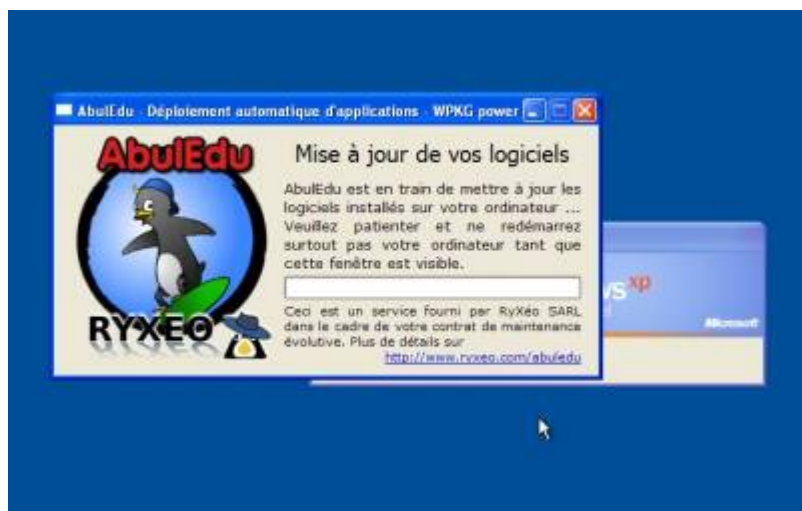 AbulEdu - Déploiement automatique d'applications - WPKG power
AbulEdu
Mise à jour de vos logiciels
AbulEdu est en train de mettre à jour les
logiciels installés sur votre ordinateur ...
Veuillez patienter et ne redémarrez
surtout pas votre ordinateur tant que
cette fenêtre est visible.
RYXEO
Ceci est un service fourni par RyXéo SARL
dans le cadre de votre contrat de maintenance
évolutive. Plus de détails sur
http://www.ryxeo.com/abuledu
xp
Microsoft